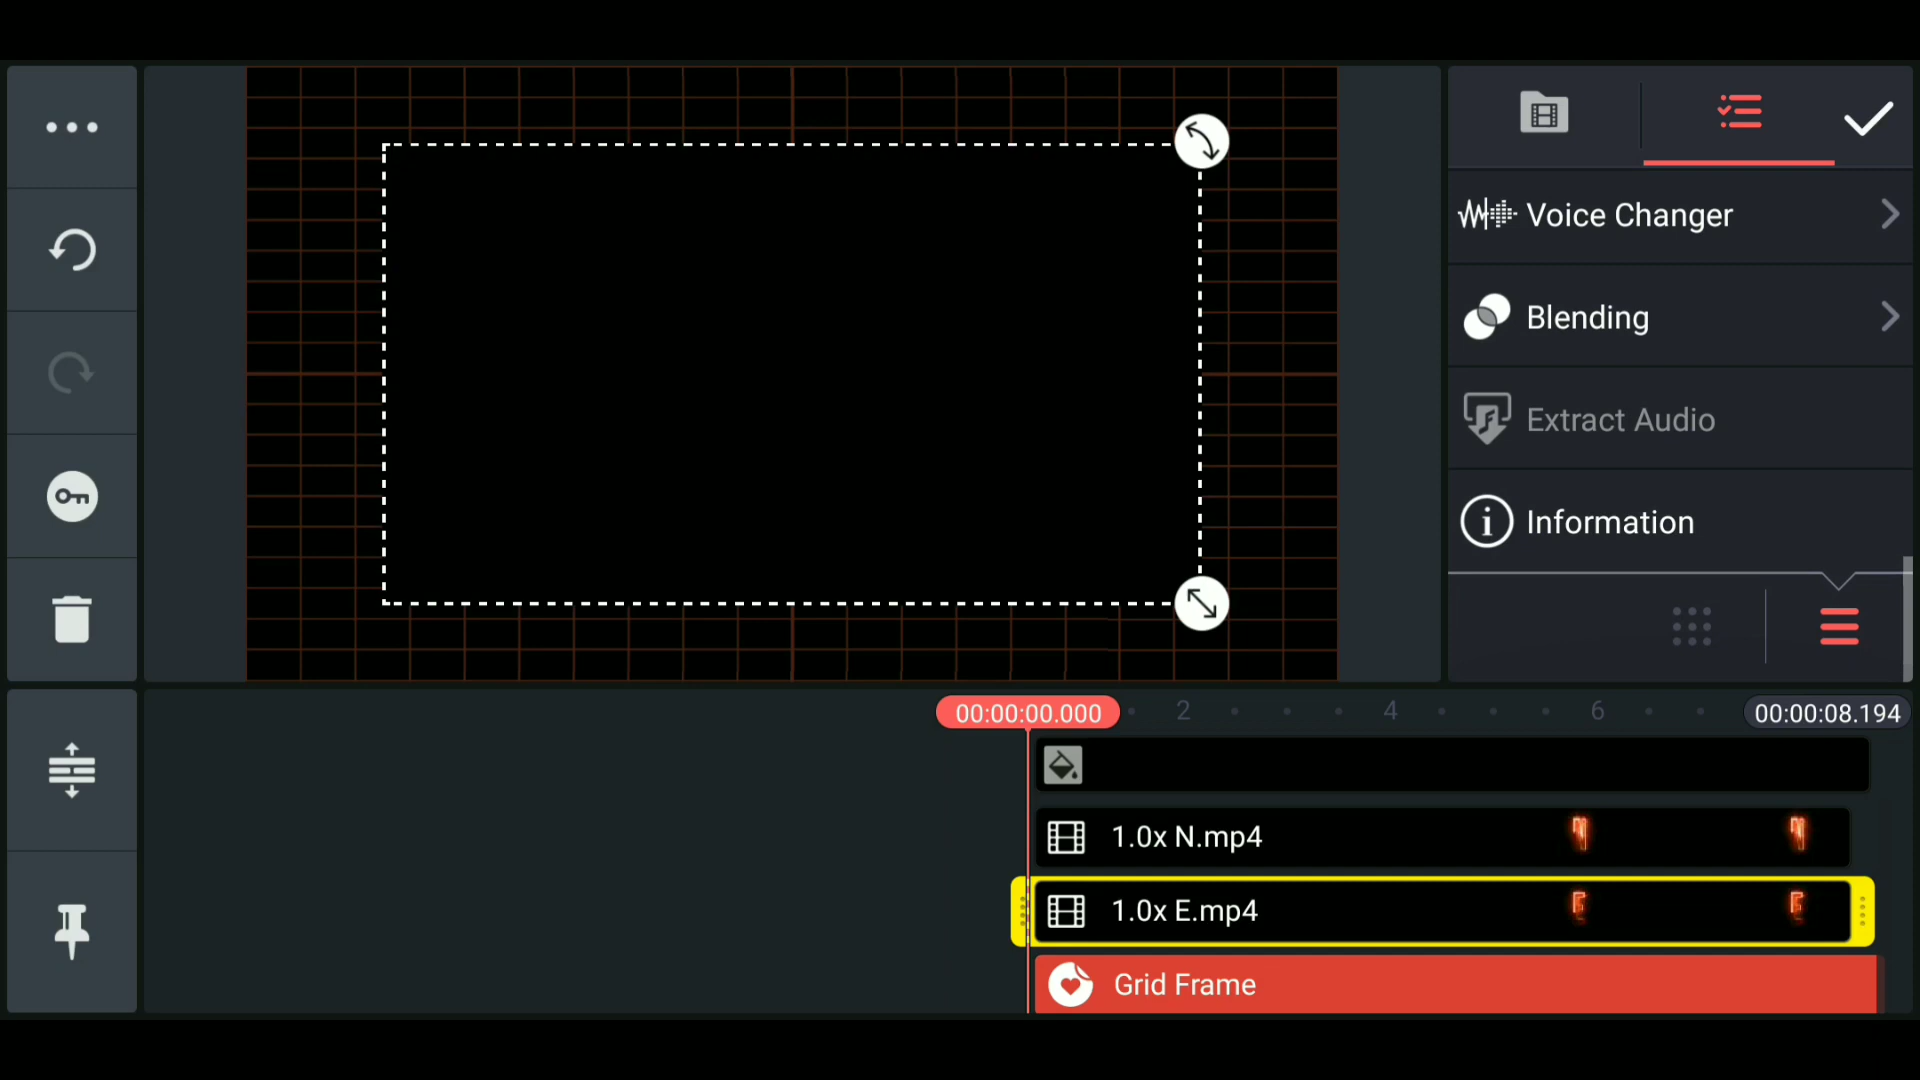 Voice Changer
Blending
Extract Audio
Information
00:00:00.000
2
4
6
00:00:08.194
1.0x N.mp4
N
N
1.0x E.mp4
E
E
Grid Frame